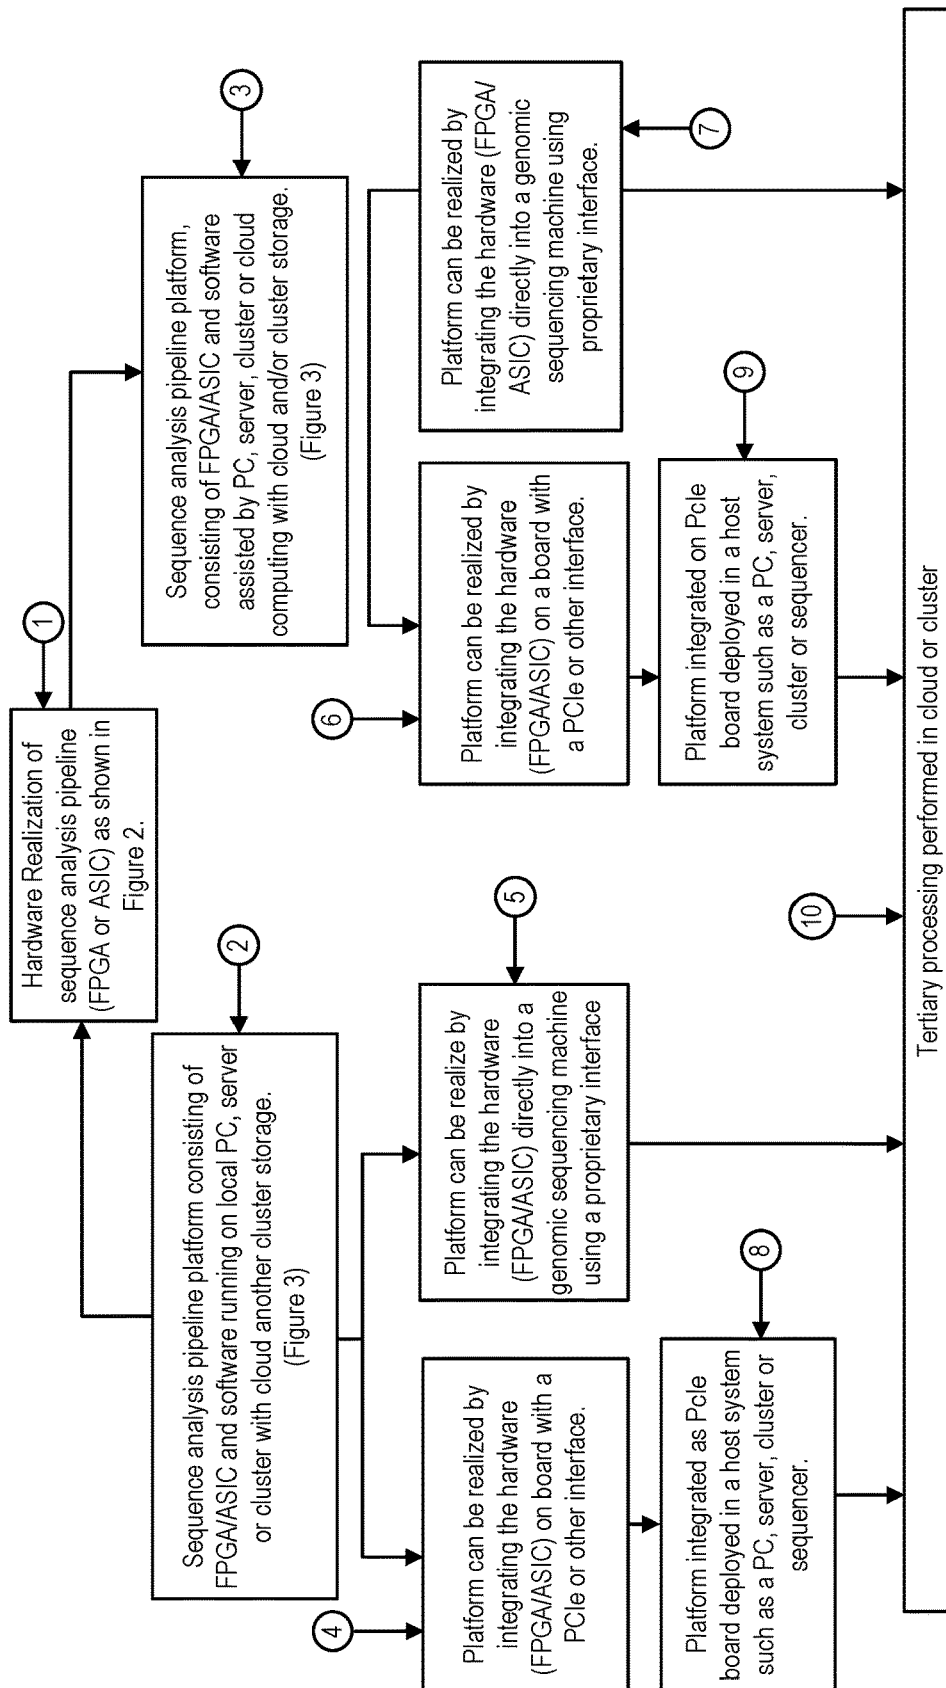 1
Hardware Realization of
sequence analysis pipeline
(FPGA or ASIC) as shown in
Figure 2.
2
Sequence analysis pipeline platform consisting of
FPGA/ASIC and software running on local PC, server
or cluster with cloud another cluster storage.
(Figure 3)
3
Sequence analysis pipeline platform,
consisting of FPGA/ASIC and software
assisted by PC, server, cluster or cloud
computing with cloud and/or cluster storage.
(Figure 3)
4
Platform can be realized by
integrating the hardware
(FPGA/ASIC) on board with a
PCIe or other interface.
5
Platform can be realize by
integrating the hardware
(FPGA/ASIC) directly into a
genomic sequencing machine
using a proprietary interface
6
Platform can be realized by
integrating the hardware
(FPGA/ASIC) on a board with
a PCIe or other interface.
Platform can be realized by
integrating the hardware (FPGA/
ASIC) directly into a genomic
sequencing machine using
proprietary interface.
7
8
Platform integrated as PcIe
board deployed in a host system
such as a PC, server, cluster or
sequencer.
9
Platform integrated on PcIe
board deployed in a host
system such as a PC, server,
cluster or sequencer.
10
Tertiary processing performed in cloud or cluster